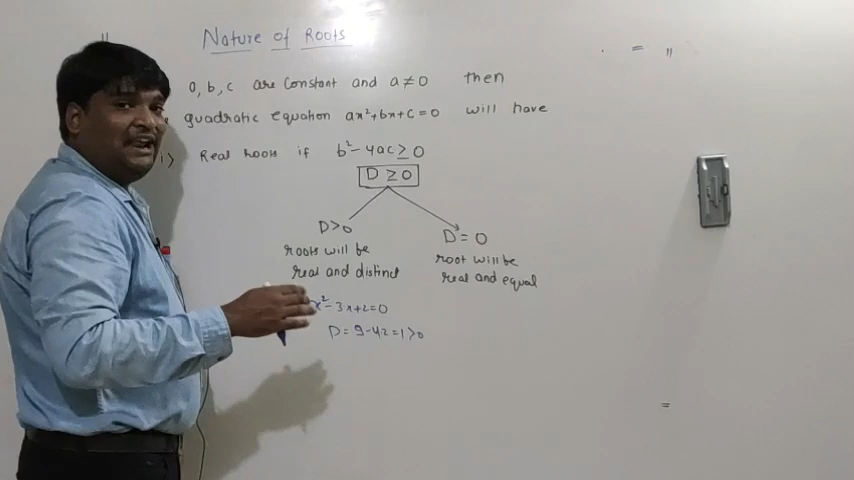 Nature of Roots
a, b, c are Constant and a≠0 then
quadratic equation ax²+bx+c=0 will have
i> Real roots if b²-4ac≥0
D ≥ 0
D>0
D=0
roots will be
real and distinct
root will be
real and equal
x²-3x+2=0
D=9-4.2=1>0
. = "
=